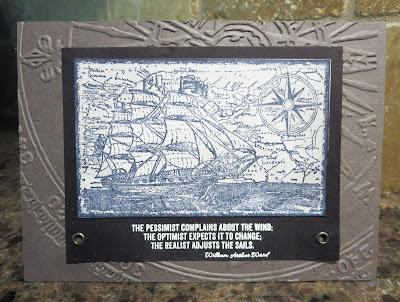 THE PESSIMIST COMPLAINS ABOUT THE WIND;
THE OPTIMIST EXPECTS IT TO CHANGE;
THE REALIST ADJUSTS THE SAILS.
William Arthur Ward